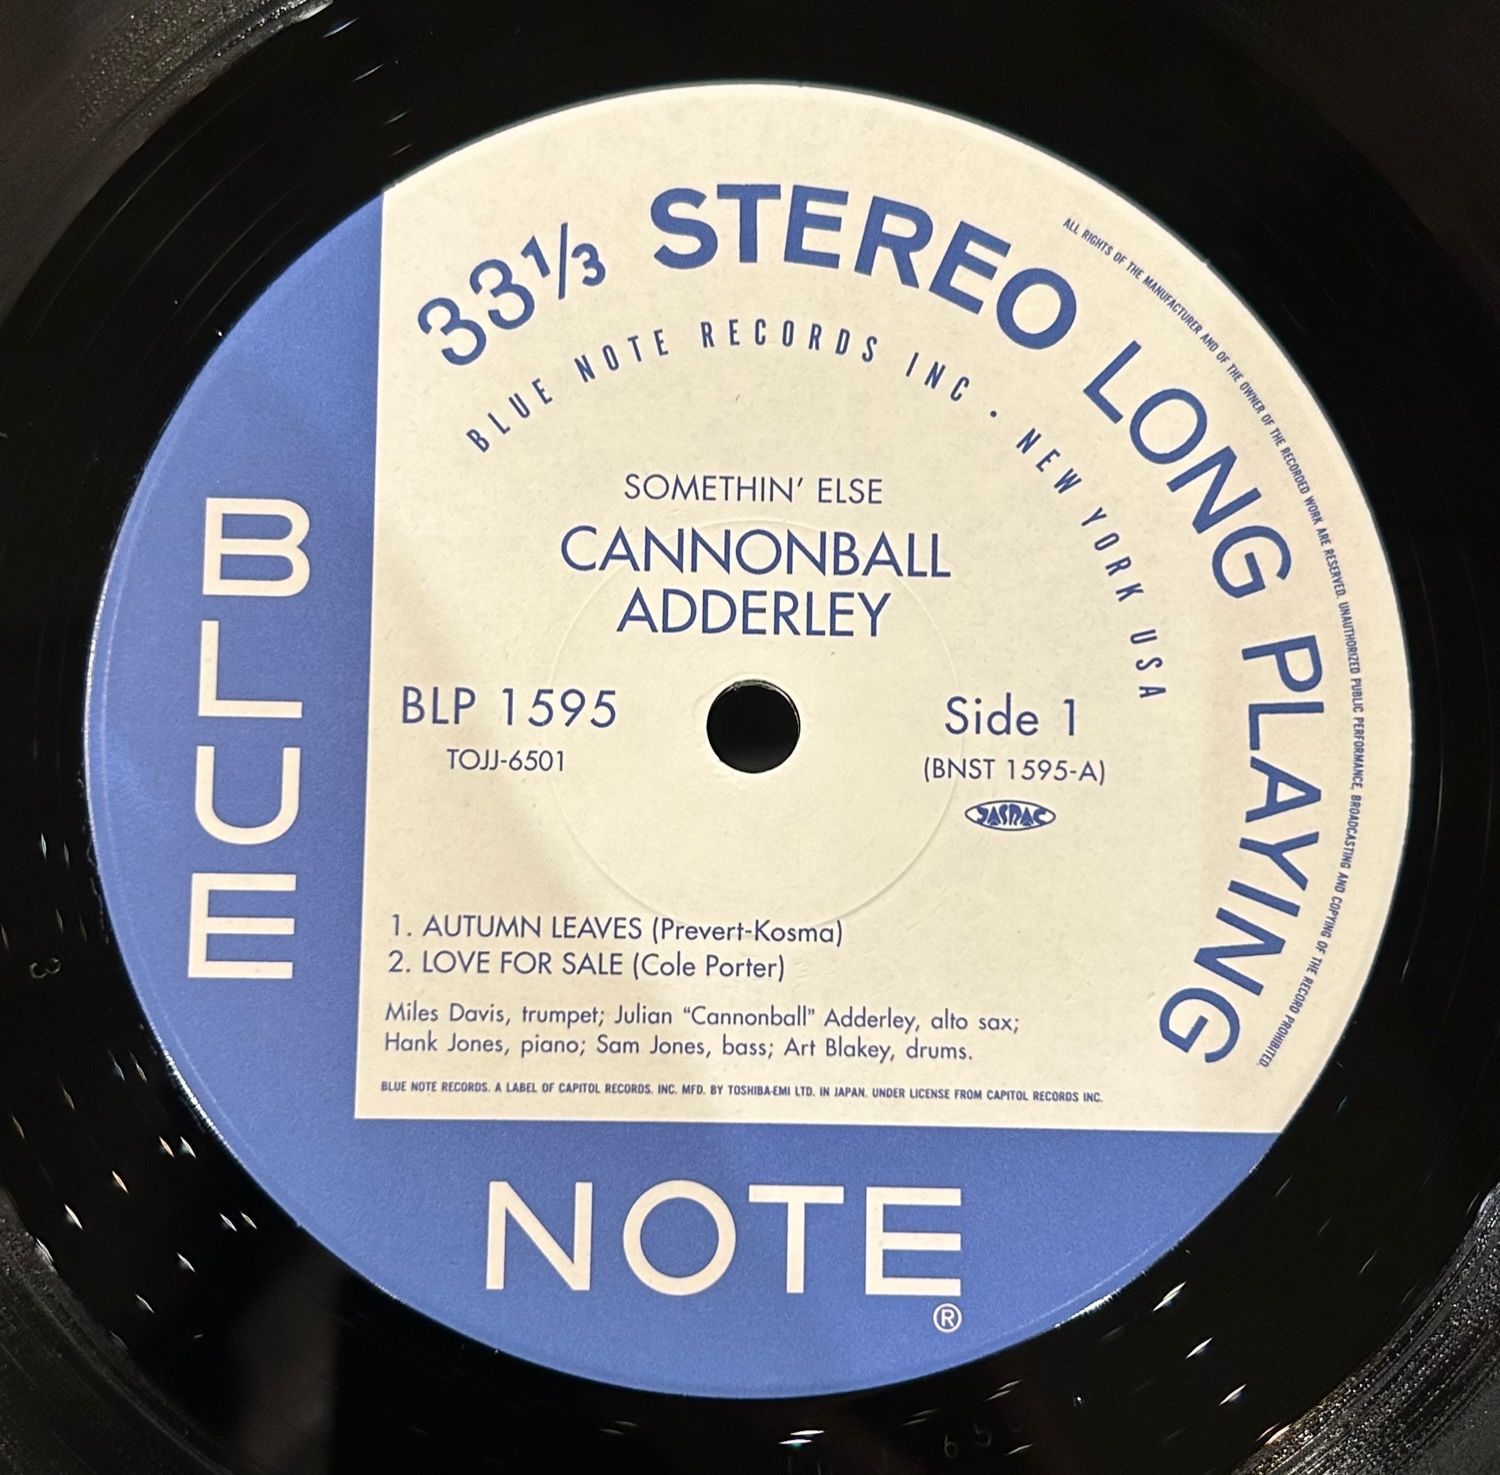 33⅓ STEREO LONG PLAYING
BLUE NOTE RECORDS INC · NEW YORK USA
ALL RIGHTS OF THE MANUFACTURER AND OF THE OWNER OF THE RECORDED WORK ARE RESERVED. UNAUTHORIZED PUBLIC PERFORMANCE, BROADCASTING AND COPYING OF THE RECORD PROHIBITED.
SOMETHIN' ELSE
CANNONBALL
ADDERLEY
BLP 1595
TOJJ-6501
Side 1
(BNST 1595-A)
JASRAC
1. AUTUMN LEAVES (Prevert-Kosma)
2. LOVE FOR SALE (Cole Porter)
Miles Davis, trumpet; Julian “Cannonball” Adderley, alto sax;
Hank Jones, piano; Sam Jones, bass; Art Blakey, drums.
BLUE NOTE RECORDS. A LABEL OF CAPITOL RECORDS. INC. MFD. BY TOSHIBA-EMI LTD. IN JAPAN. UNDER LICENSE FROM CAPITOL RECORDS INC.
BLUE
NOTE®